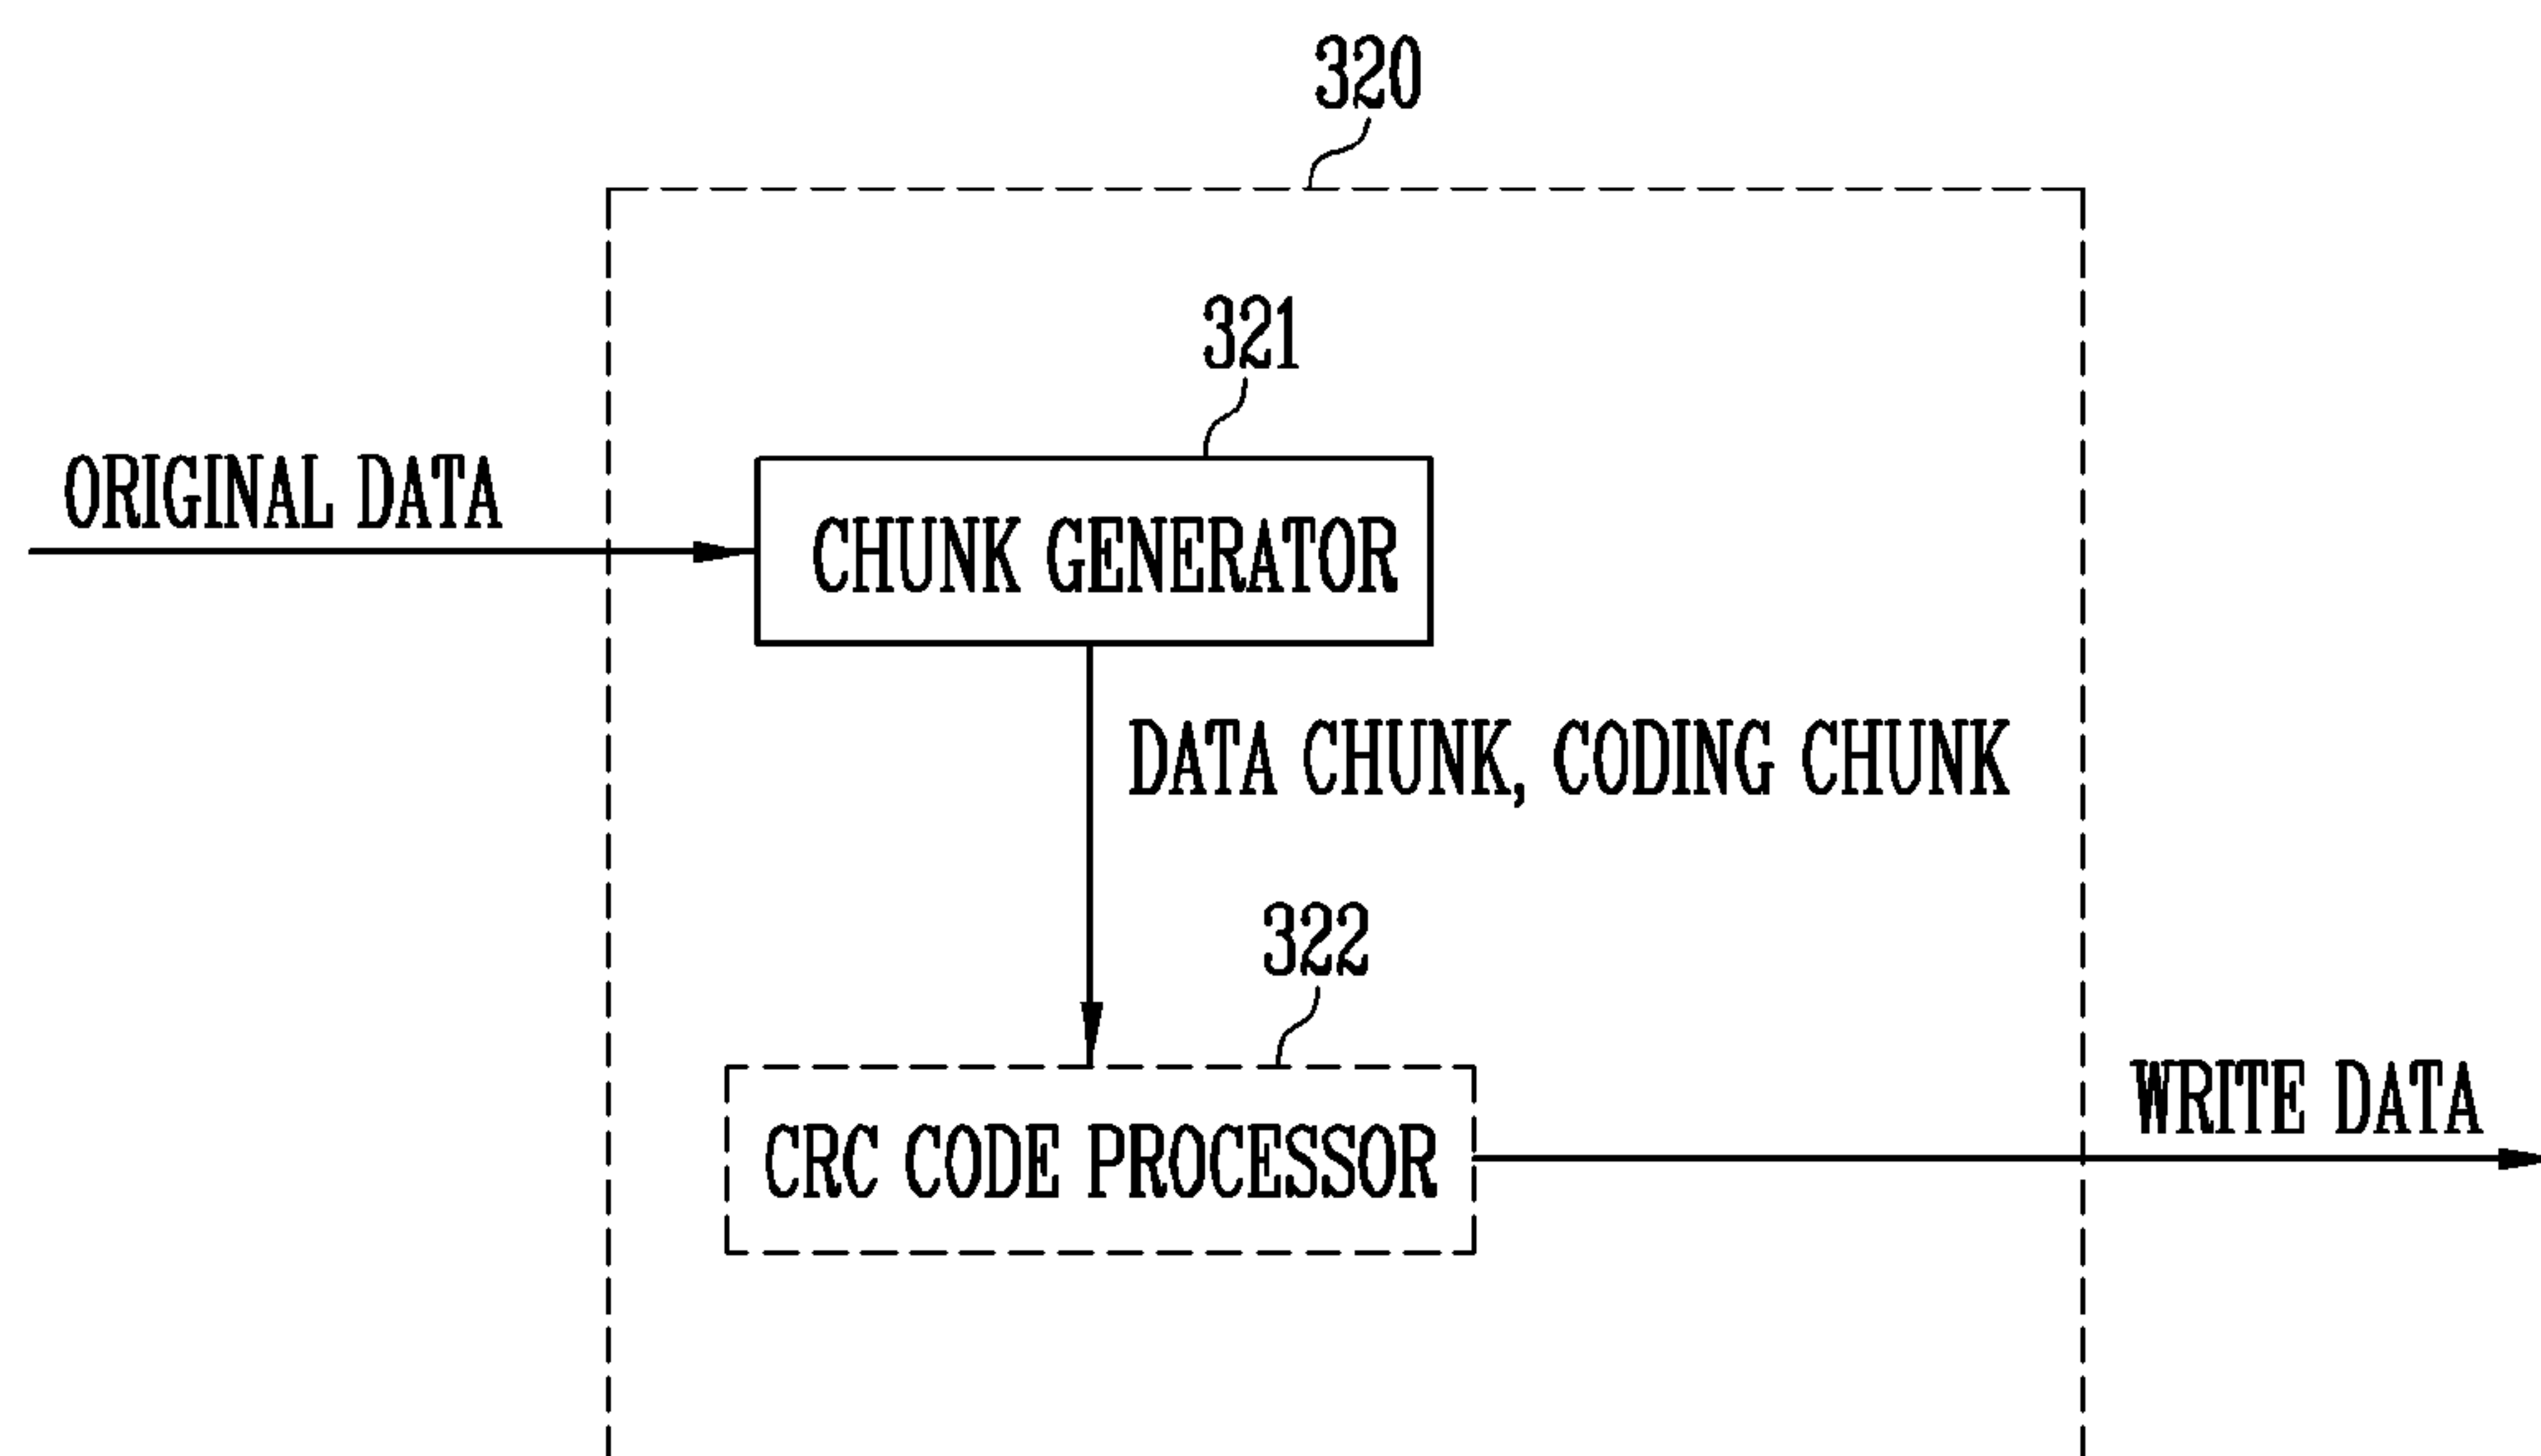 320
321
ORIGINAL DATA
CHUNK GENERATOR
DATA CHUNK, CODING CHUNK
322
WRITE DATA
CRC CODE PROCESSOR